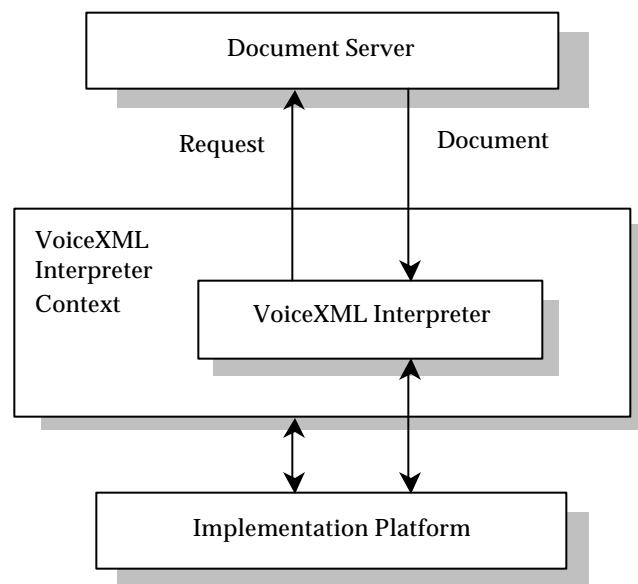 Document Server
Request
Document
VoiceXML
Interpreter
Context
VoiceXML Interpreter
Implementation Platform